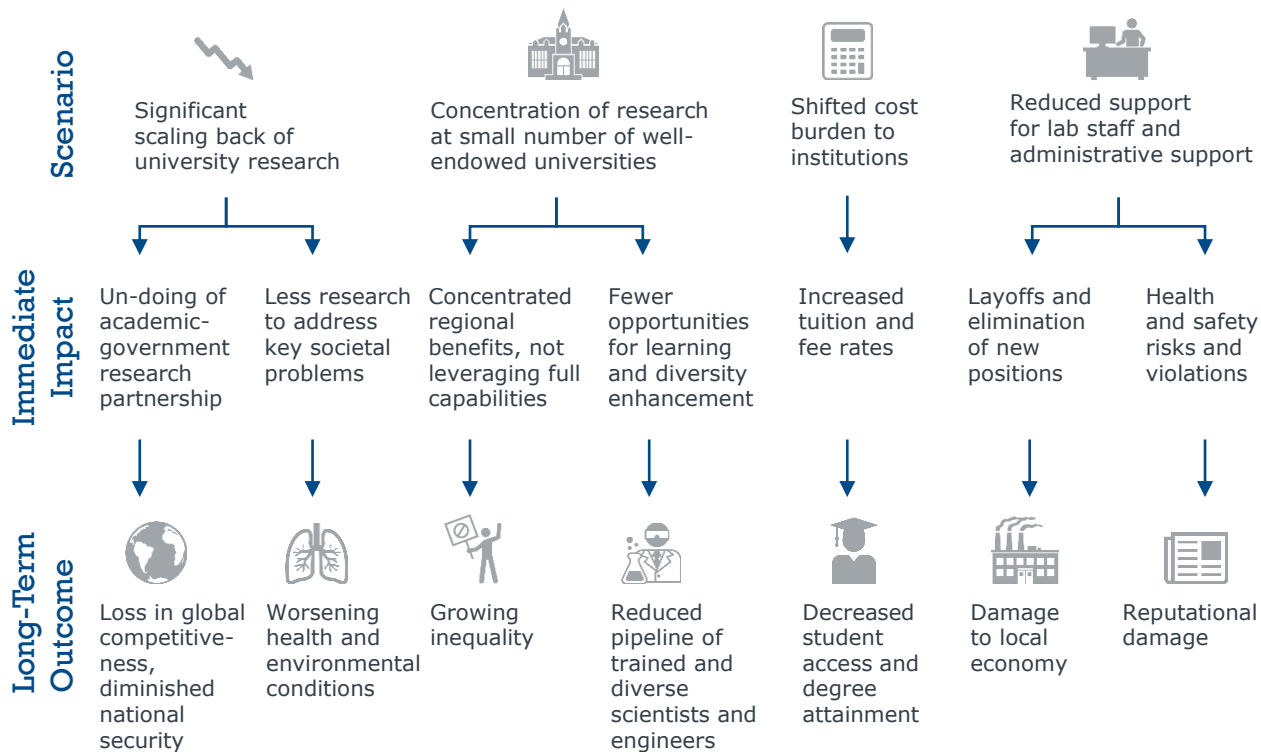 Scenario
Significant
scaling back of
university research
Concentration of research
at small number of well-
endowed universities
Shifted cost
burden to
institutions
Reduced support
for lab staff and
administrative support
Immediate
Impact
Un-doing of
academic-
government
research
partnership
Less research
to address
key societal
problems
Concentrated
regional
benefits, not
leveraging full
capabilities
Fewer
opportunities
for learning
and diversity
enhancement
Increased
tuition and
fee rates
Layoffs and
elimination
of new
positions
Health
and safety
risks and
violations
Long-Term
Outcome
Loss in global
competitive-
ness,
diminished
national
security
Worsening
health and
environmental
conditions
Growing
inequality
Reduced
pipeline of
trained and
diverse
scientists and
engineers
Decreased
student
access and
degree
attainment
Damage
to local
economy
Reputational
damage